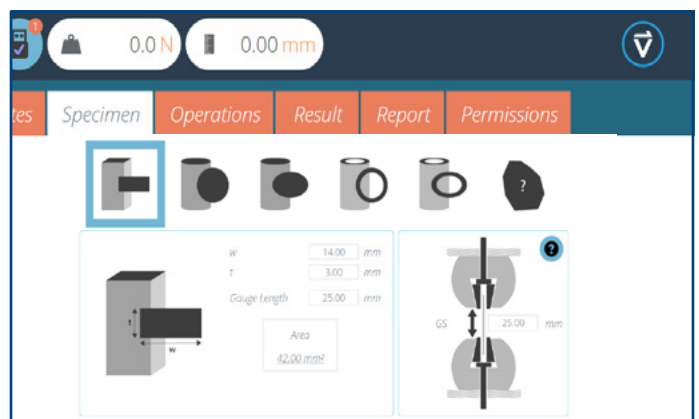 1
0.0 N
0.00 mm
v
tes
Specimen
Operations
Result
Report
Permissions
?
w 14.00 mm
t 3.00 mm
Gauge Length 25.00 mm
Area
42.00 mm²
t
w
?
GS 25.00 mm